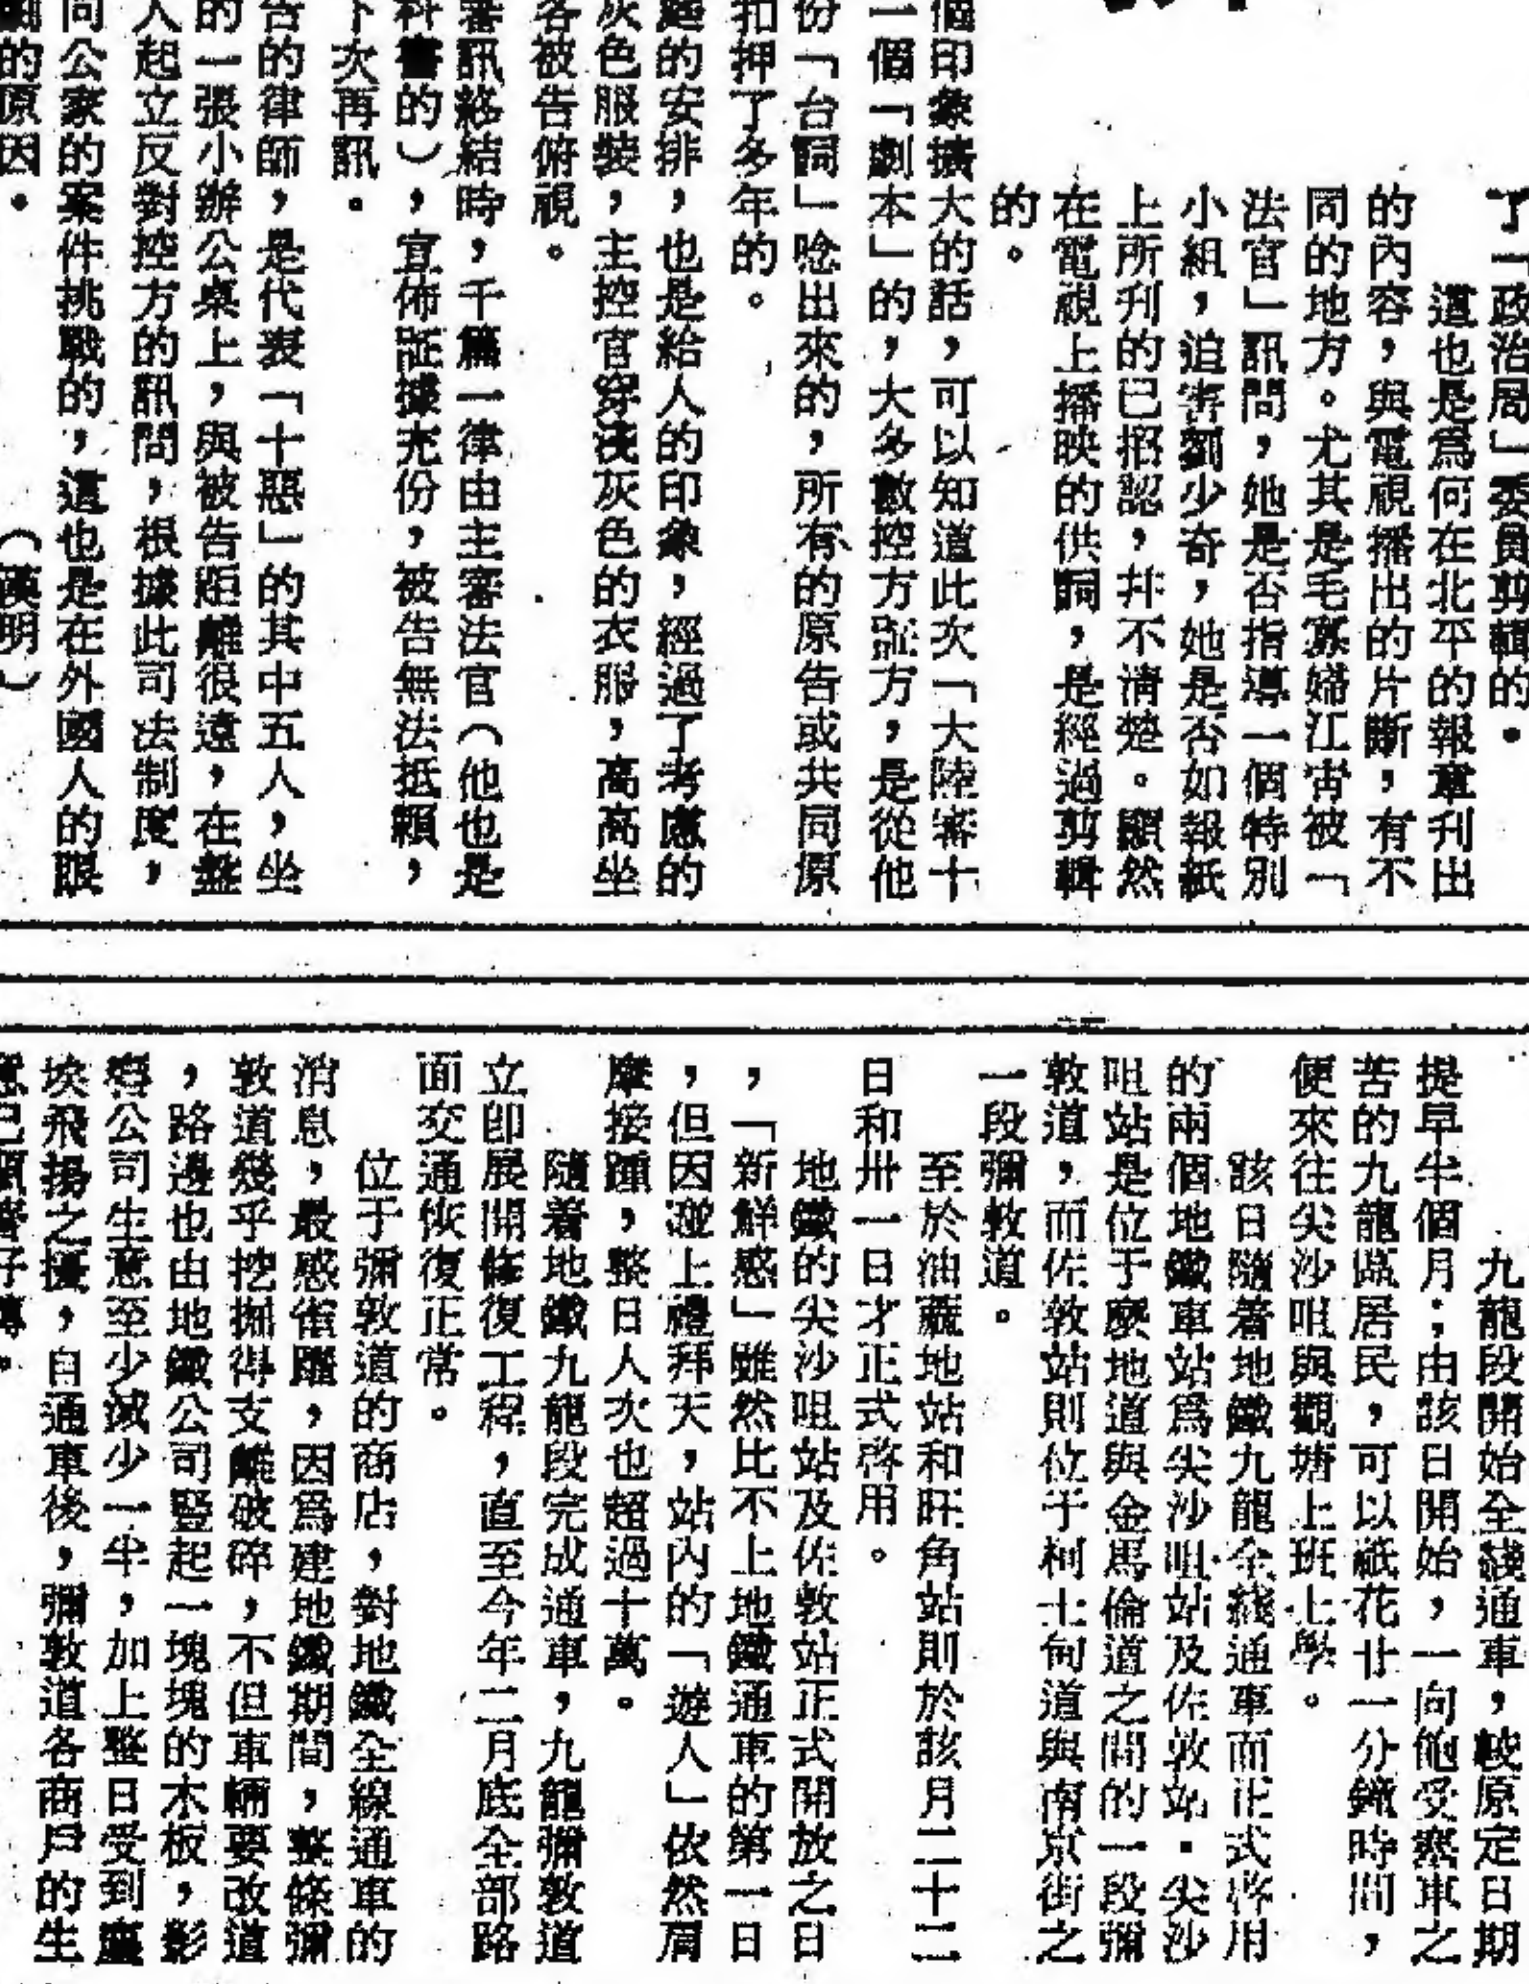 了「政治局」委員剪輯的。
這也是爲何在北平的報章刊出
的內容，與電視播出的片斷，有不
同的地方。尤其是毛寡婦江青被「
法官」訊問，她是否指導一個特別
小組，迫害劉少奇，她是否如報紙
上所刋的已招認，幷不清楚。顯然
在電視上播映的供詞，是經過剪輯
的。
個印象擴大的話，可以知道此次「大陸審十
一個「劇本」的，大多數控方証方，是從他
份「台詞」唸出來的，所有的原告或共同原
扣押了多年的。
的安排，也是給人的印象，經過了考慮的
灰色服裝，主控官穿淺灰色的衣服，高高坐
各被告俯視。
審訊終結時，千篇一律由主審法官（他也是
科書的），宣佈証據充份，被告無法抵賴，
下次再訊。
告的律師，是代表「十惡」的其中五人，坐
的一張小辦公桌上，與被告距離很遠，在盤
人起立反對控方的訊問，根據此司法制度，
同公家的案件挑戰的，這也是在外國人的眼
的原因。（漢明）
九龍段開始全綫通車，較原定日期
提早半個月；由該日開始，一向飽受塞車之
苦的九龍區居民，可以祗花廿一分鐘時間，
便來往尖沙咀與觀塘上班上學。
該日隨着地鐵九龍全綫通車而正式啓用
的兩個地鐵車站爲尖沙咀站及佐敦站。尖沙
咀站是位于麼地道與金馬倫道之間的一段彌
敦道，而佐敦站則位于柯士甸道與南京街之
一段彌敦道。
至於油蔴地站和旺角站則於該月二十二
日和卅一日才正式啓用。
地鐵的尖沙咀站及佐敦站正式開放之日
，「新鮮感」雖然比不上地鐵通車的第一日
，但因碰上禮拜天，站內的「遊人」依然肩
摩接踵，整日人次也超過十萬。
隨着地鐵九龍段完成通車，九龍彌敦道
立卽展開修復工程，直至今年二月底全部路
面交通恢復正常。
位于彌敦道的商店，對地鐵全線通車的
消息，最感雀躍，因爲建地鐵期間，整條彌
敦道幾乎挖掘得支離破碎，不但車輛要改道
，路邊也由地鐵公司豎起一塊塊的木板，影
公司生意至少減少一半，加上整日受到塵
埃飛揚之擾，自通車後，彌敦道各商戶的生
意已顯著好轉。